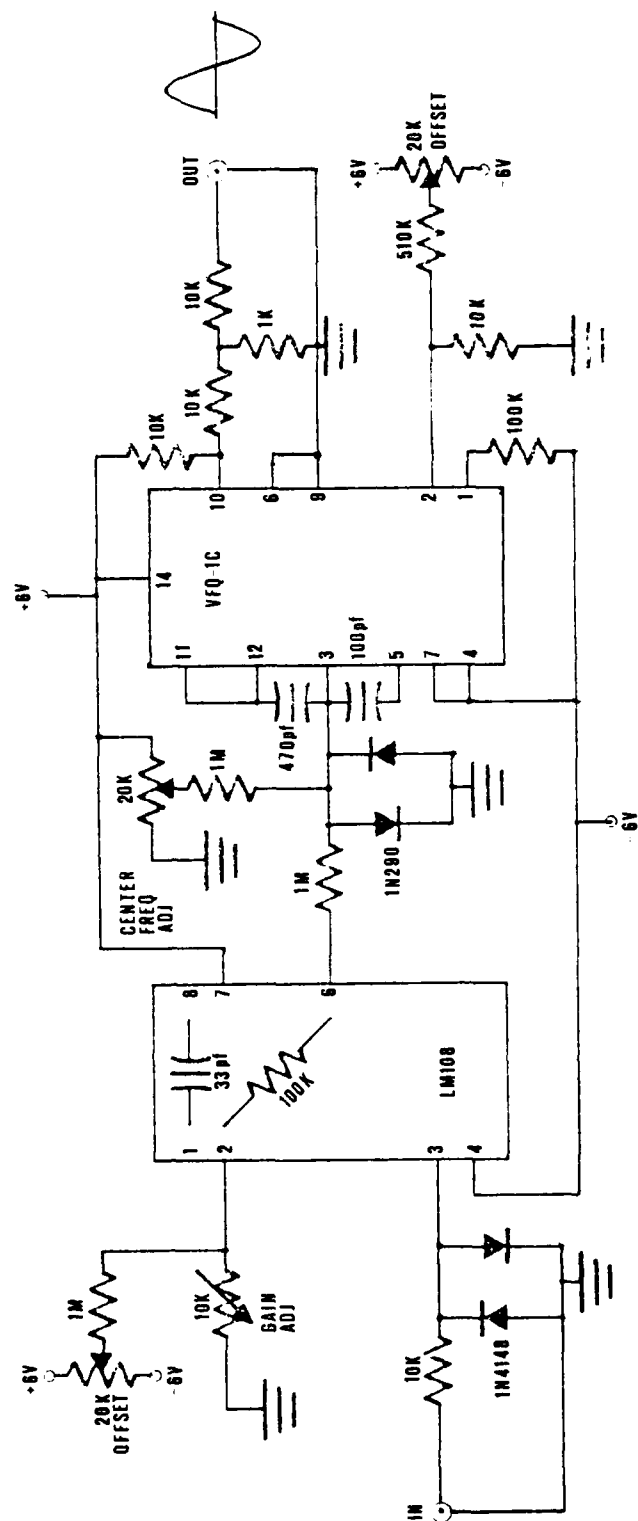 +6V
20K
OFFSET
-6V
1M
10K
GAIN
ADJ
IN
10K
1N4148
1
2
3
4
33pf
100K
LM108
8
7
6
CENTER
FREQ
ADJ
20K
1M
1M
1N290
470pf
100pf
+6V
-6V
11
12
3
5
7
4
14
VFQ-1C
10
6
9
2
1
10K
10K
10K
1K
OUT
100K
10K
510K
+6V
20K
OFFSET
-6V